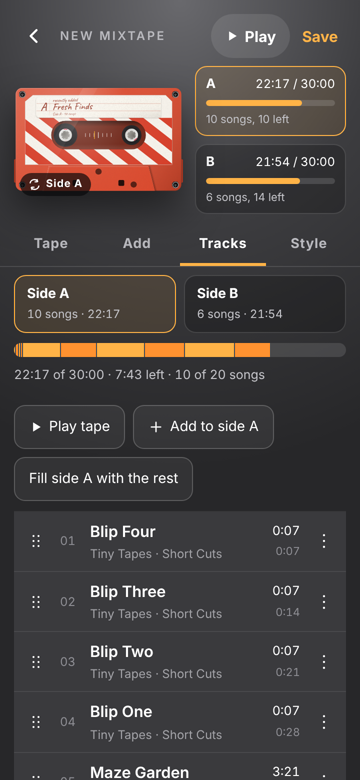 NEW MIXTAPE
Play
Save
recently added
A Fresh Finds
Side A
A 22:17 / 30:00
10 songs, 10 left
B 21:54 / 30:00
6 songs, 14 left
Tape
Add
Tracks
Style
Side A
10 songs · 22:17
Side B
6 songs · 21:54
22:17 of 30:00 · 7:43 left · 10 of 20 songs
Play tape
Add to side A
Fill side A with the rest
01 Blip Four 0:07
Tiny Tapes · Short Cuts 0:07
02 Blip Three 0:07
Tiny Tapes · Short Cuts 0:14
03 Blip Two 0:07
Tiny Tapes · Short Cuts 0:21
04 Blip One 0:07
Tiny Tapes · Short Cuts 0:28
05 Maze Garden 3:21